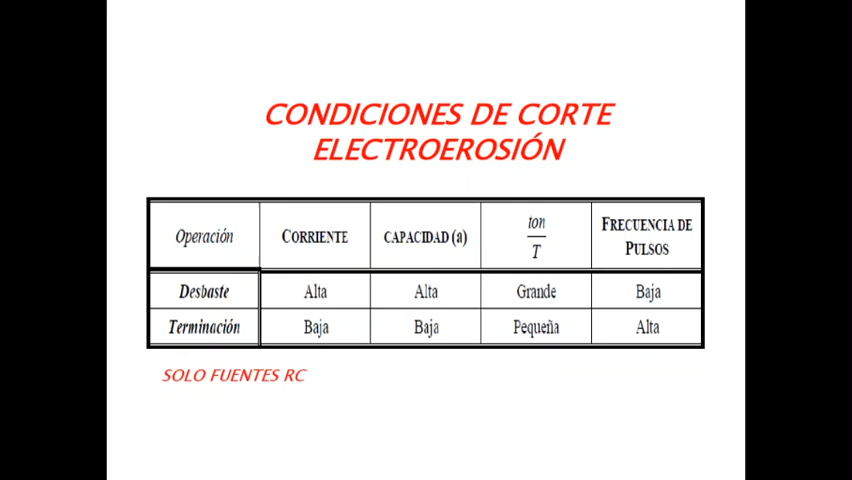 CONDICIONES DE CORTE
ELECTROEROSIÓN
Operación CORRIENTE CAPACIDAD (a) ton/T FRECUENCIA DE PULSOS
Desbaste Alta Alta Grande Baja
Terminación Baja Baja Pequeña Alta
SOLO FUENTES RC